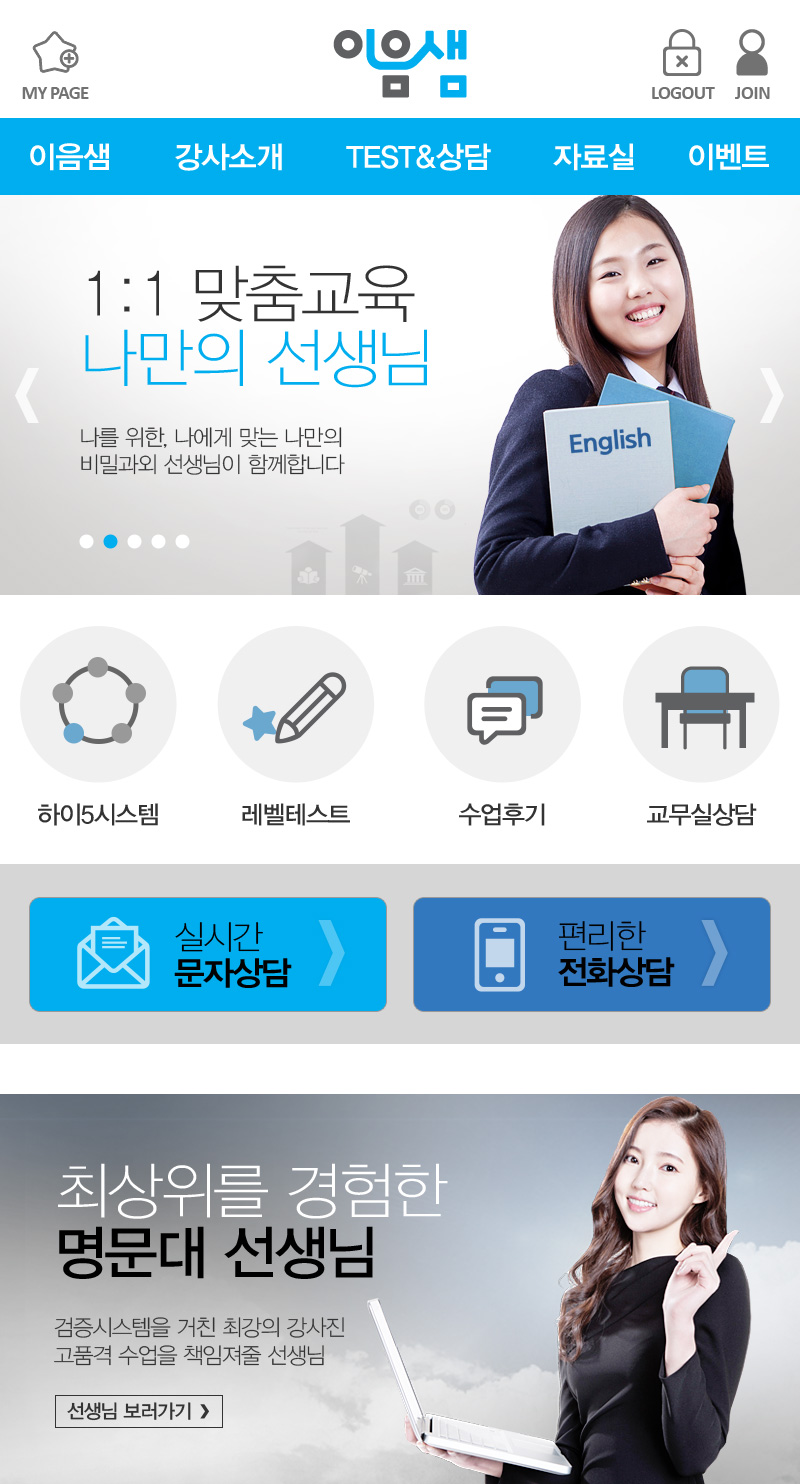 이음샘
MY PAGE
LOGOUT
JOIN
이음샘
강사소개
TEST&상담
자료실
이벤트
1:1 맞춤교육
나만의 선생님
나를 위한, 나에게 맞는 나만의
비밀과외 선생님이 함께합니다
English
하이5시스템
레벨테스트
수업후기
교무실상담
실시간
문자상담
편리한
전화상담
최상위를 경험한
명문대 선생님
검증시스템을 거친 최강의 강사진
고품격 수업을 책임져줄 선생님
선생님 보러가기 ❯